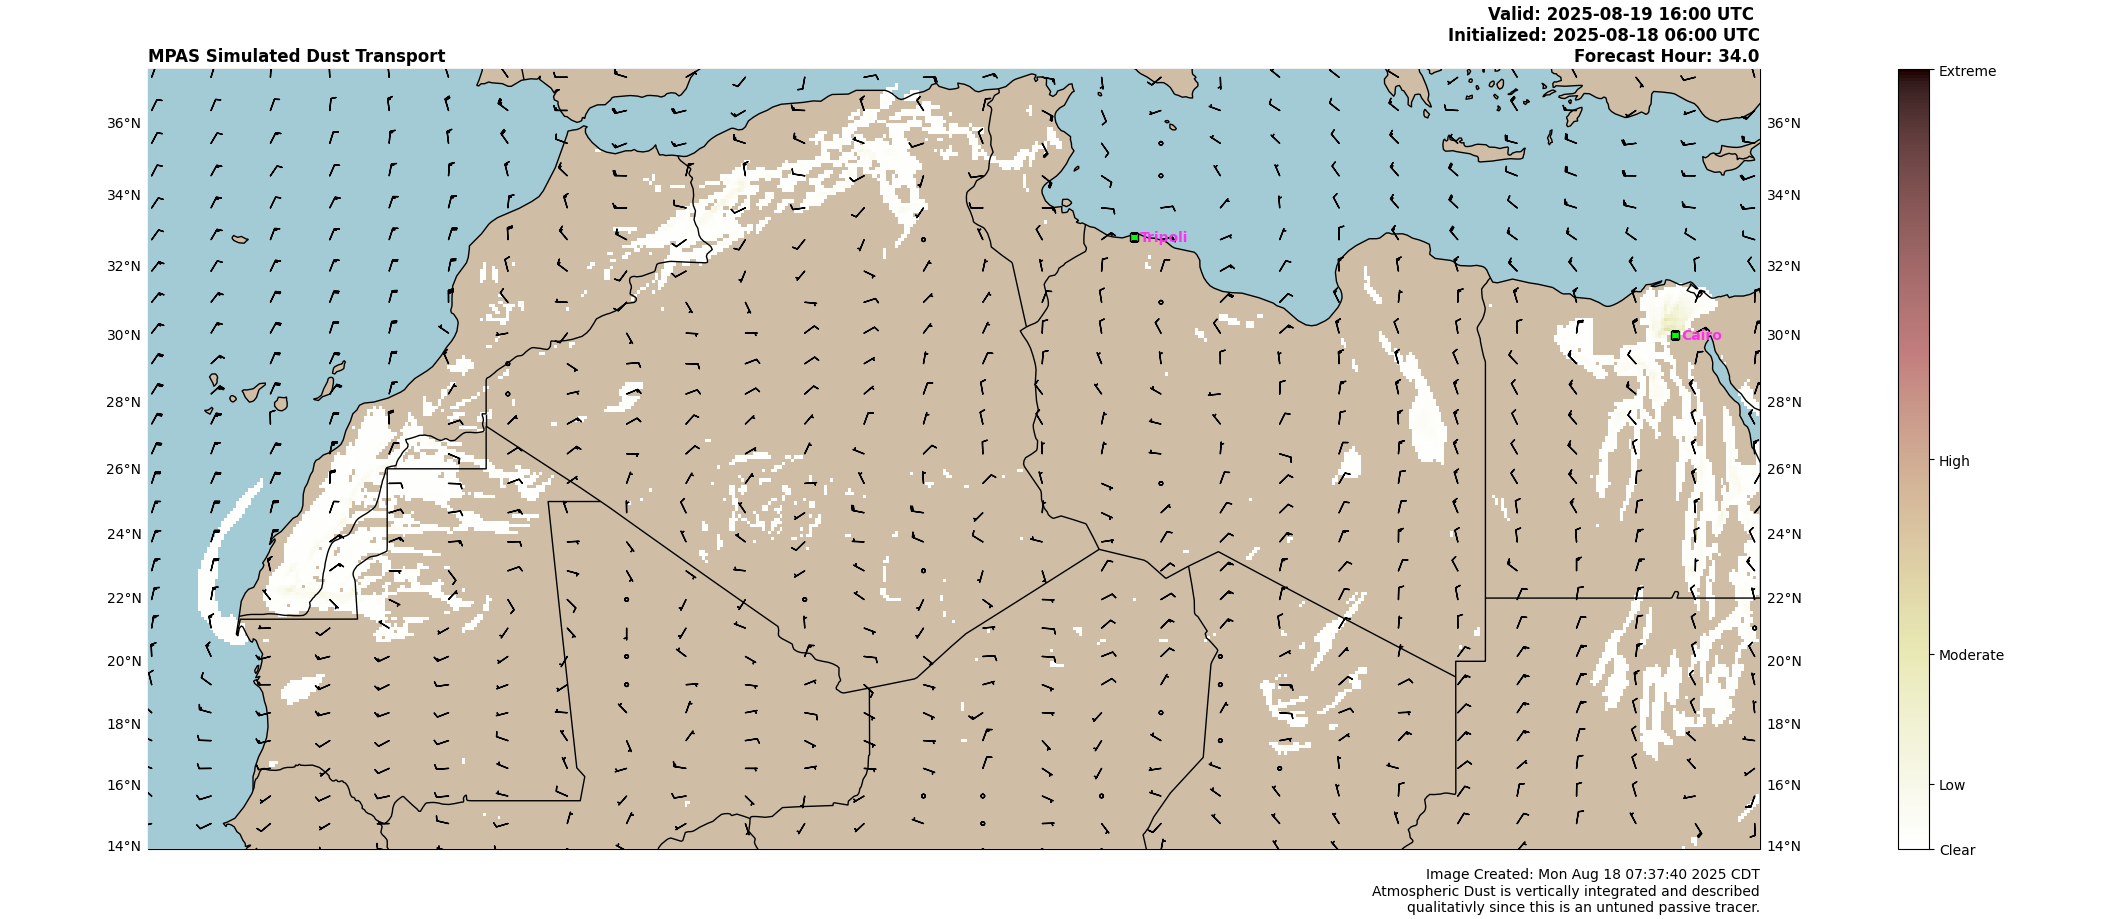 Valid: 2025-08-19 16:00 UTC
Initialized: 2025-08-18 06:00 UTC
MPAS Simulated Dust Transport
Forecast Hour: 34.0
Extreme
36°N
36°N
34°N
34°N
Tripoli
32°N
32°N
30°N
Cairo
30°N
28°N
28°N
26°N
26°N
High
24°N
24°N
22°N
22°N
20°N
20°N
Moderate
18°N
18°N
16°N
16°N
Low
14°N
14°N
Clear
Image Created: Mon Aug 18 07:37:40 2025 CDT
Atmospheric Dust is vertically integrated and described
qualitativly since this is an untuned passive tracer.